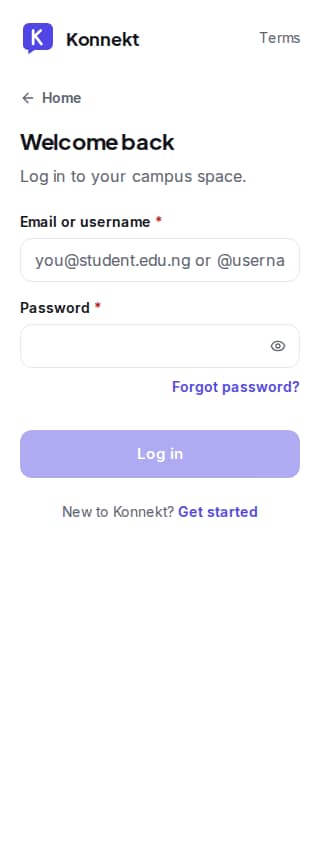 Konnekt
Terms
Home
Welcome back
Log in to your campus space.
Email or username *
you@student.edu.ng or @userna
Password *
Forgot password?
Log in
New to Konnekt? Get started